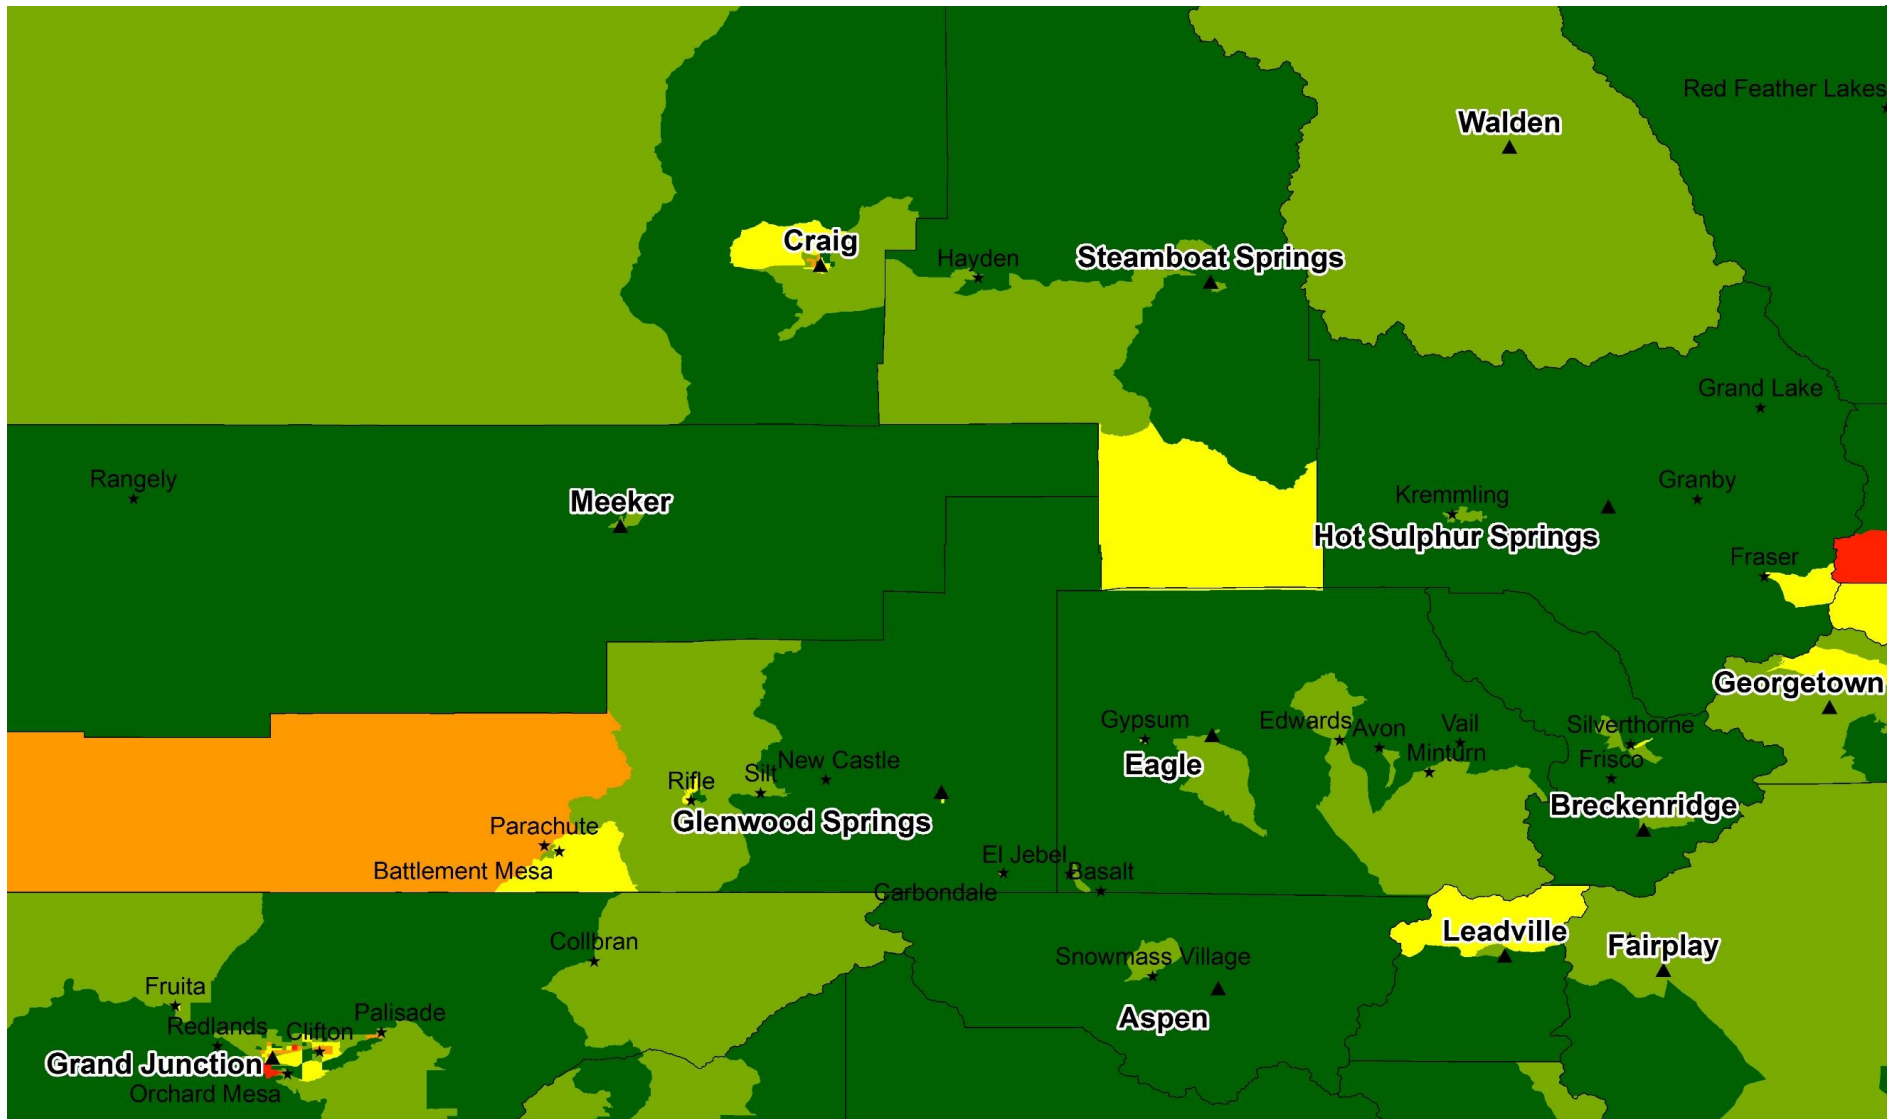 Red Feather Lakes
Walden
Craig
Hayden
Steamboat Springs
Grand Lake
Rangely
Meeker
Kremmling
Granby
Hot Sulphur Springs
Fraser
Georgetown
Gypsum
Edwards
Avon
Vail
Silverthorne
Minturn
Eagle
Frisco
New Castle
Silt
Rifle
Glenwood Springs
Breckenridge
Parachute
Battlement Mesa
El Jebel
Basalt
Carbondale
Leadville
Fairplay
Collbran
Snowmass Village
Aspen
Fruita
Palisade
Redlands
Clifton
Grand Junction
Orchard Mesa